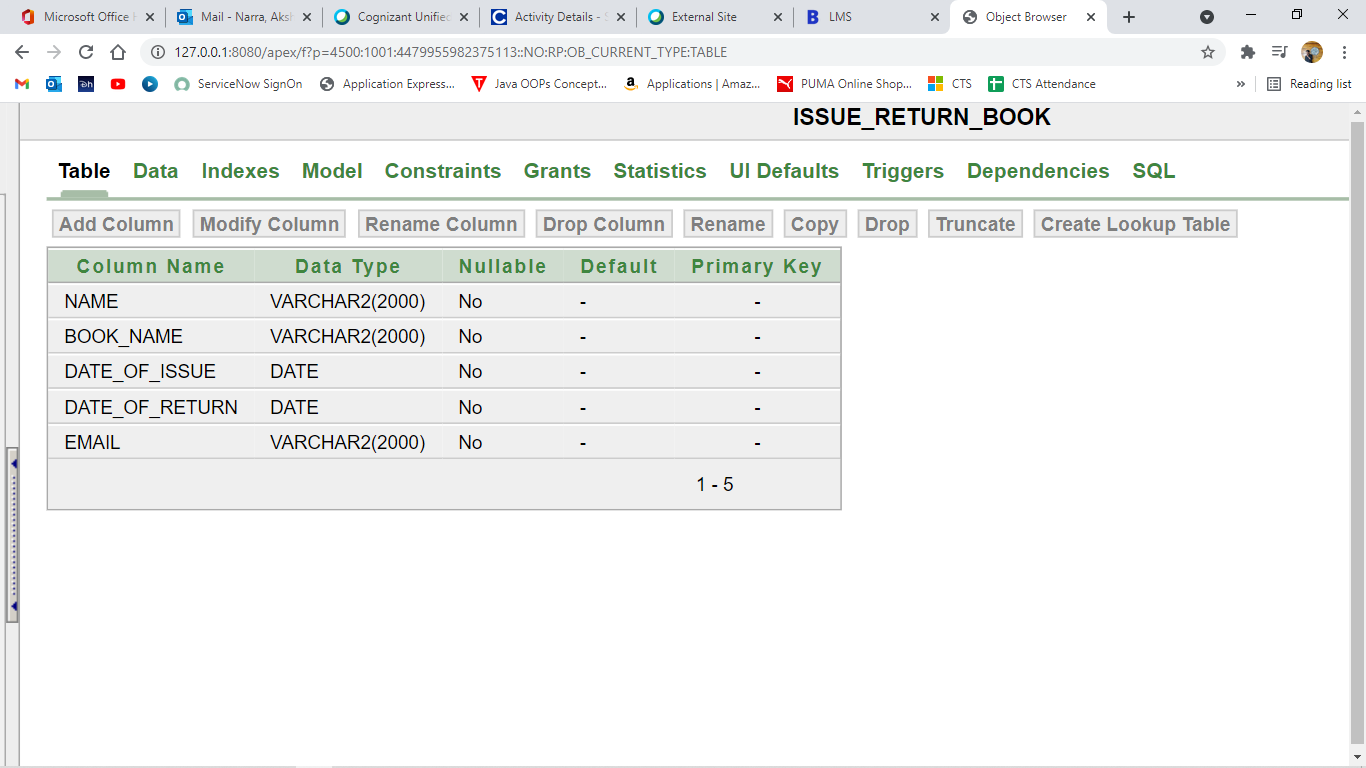 Microsoft Office H
Mail - Narra, Aksh
Cognizant Unified
Activity Details - S
External Site
LMS
Object Browser
127.0.0.1:8080/apex/f?p=4500:1001:4479955982375113::NO:RP:OB_CURRENT_TYPE:TABLE
ServiceNow SignOn
Application Express...
Java OOPs Concept...
Applications | Amaz...
PUMA Online Shop...
CTS
CTS Attendance
»
Reading list
ISSUE_RETURN_BOOK
Table Data Indexes Model Constraints Grants Statistics UI Defaults Triggers Dependencies SQL
Add Column Modify Column Rename Column Drop Column Rename Copy Drop Truncate Create Lookup Table
Column Name Data Type Nullable Default Primary Key
NAME VARCHAR2(2000) No - -
BOOK_NAME VARCHAR2(2000) No - -
DATE_OF_ISSUE DATE No - -
DATE_OF_RETURN DATE No - -
EMAIL VARCHAR2(2000) No - -
1 - 5